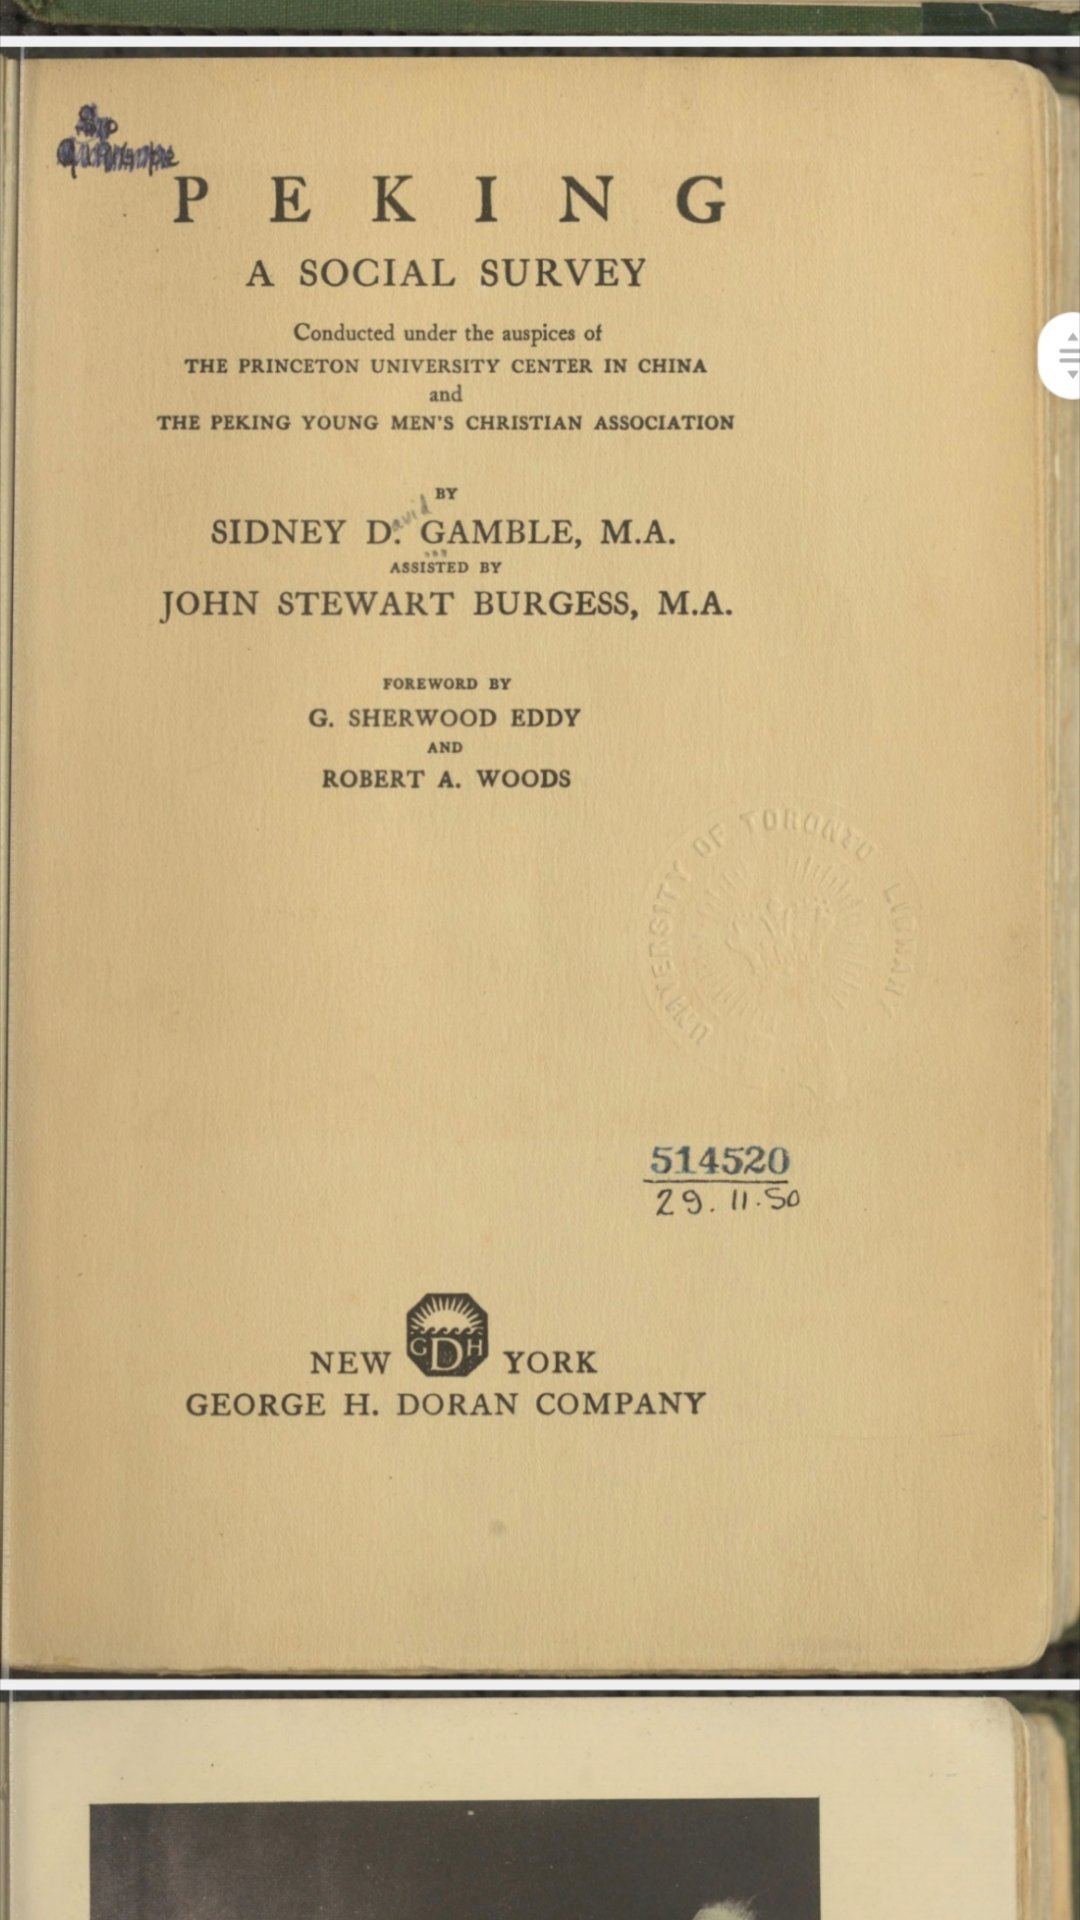 PEKING
A SOCIAL SURVEY
Conducted under the auspices of
THE PRINCETON UNIVERSITY CENTER IN CHINA
and
THE PEKING YOUNG MEN'S CHRISTIAN ASSOCIATION
BY
avid
SIDNEY D. GAMBLE, M.A.
ASSISTED BY
JOHN STEWART BURGESS, M.A.
FOREWORD BY
G. SHERWOOD EDDY
AND
ROBERT A. WOODS
UNIVERSITY OF TORONTO LIBRARY
514520
29.11.50
GDH
NEW YORK
GEORGE H. DORAN COMPANY